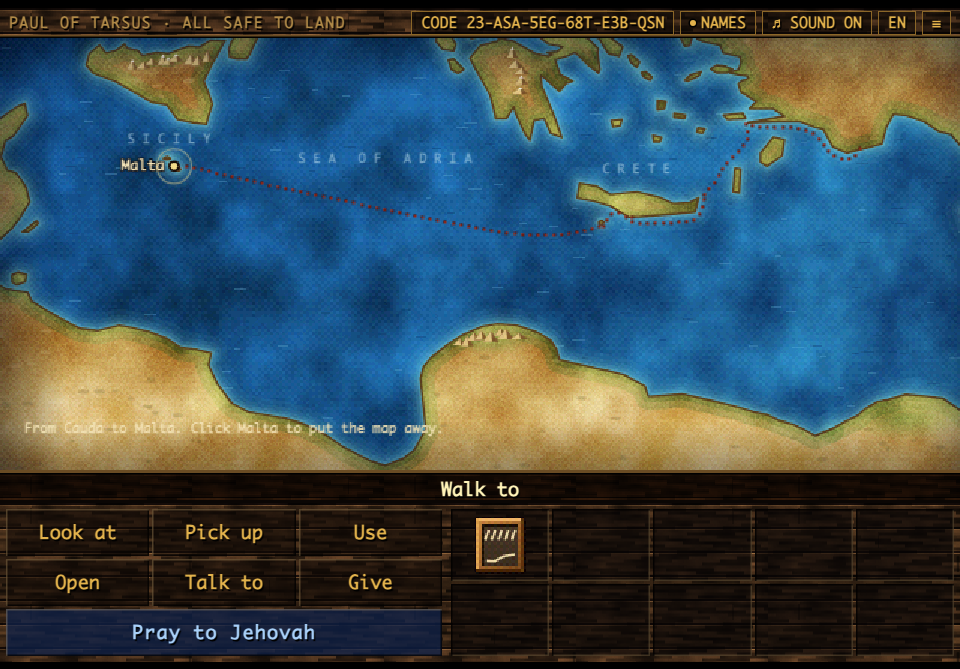 PAUL OF TARSUS · ALL SAFE TO LAND
CODE 23-ASA-5EG-68T-E3B-QSN
NAMES
SOUND ON
EN
SICILY
Malta
SEA OF ADRIA
CRETE
From Cauda to Malta. Click Malta to put the map away.
Walk to
Look at
Pick up
Use
Open
Talk to
Give
Pray to Jehovah